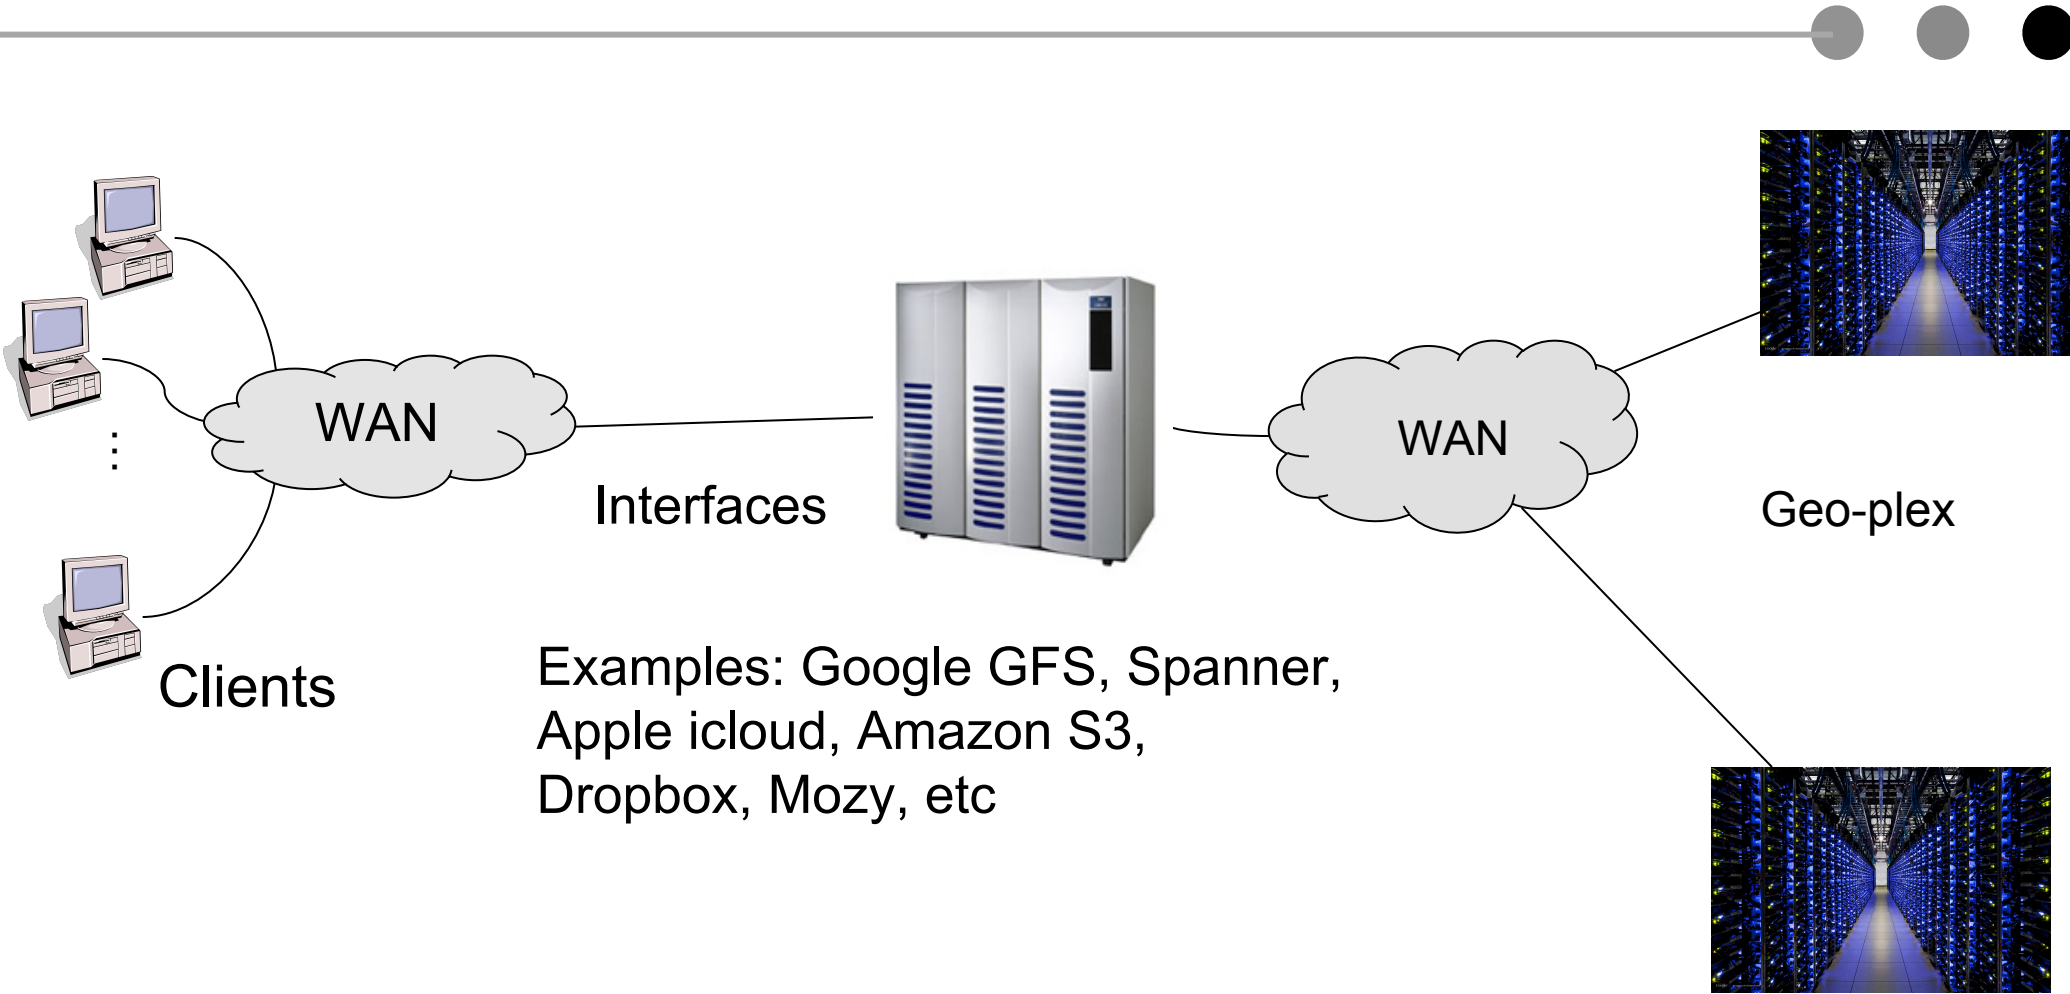 WAN
WAN
Interfaces
Geo-plex
Clients
Examples: Google GFS, Spanner,
Apple icloud, Amazon S3,
Dropbox, Mozy, etc